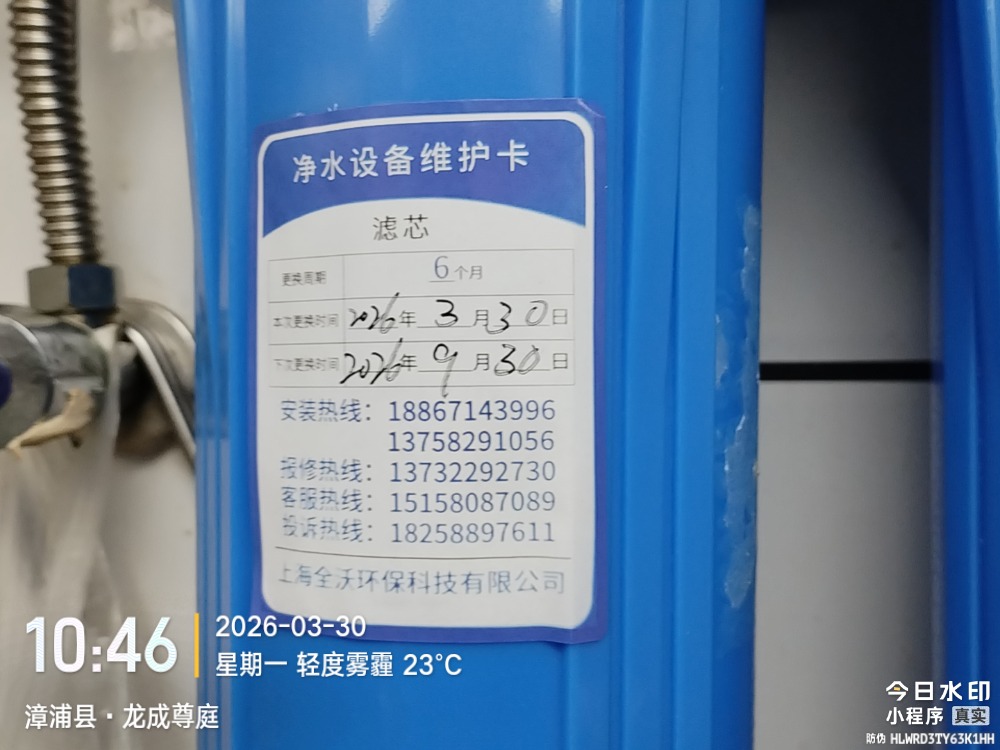 净水设备维护卡
滤芯
更换周期 6个月
本次更换时间 2026年3月30日
下次更换时间 2026年9月30日
安装热线：18867143996
13758291056
报修热线：13732292730
客服热线：15158087089
投诉热线：18258897611
上海全沃环保科技有限公司
10:46
2026-03-30
星期一 轻度雾霾 23℃
漳浦县·龙成尊庭
今日水印
小程序 真实
防伪 HLWRD3TY63K1HH